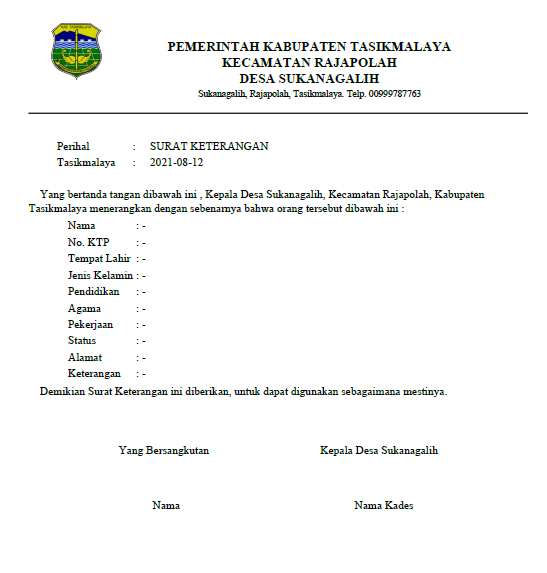 KAB. TASIKMALAYA
PEMERINTAH KABUPATEN TASIKMALAYA
KECAMATAN RAJAPOLAH
DESA SUKANAGALIH
Sukanagalih, Rajapolah, Tasikmalaya. Telp. 00999787763
Perihal : SURAT KETERANGAN
Tasikmalaya : 2021-08-12
Yang bertanda tangan dibawah ini , Kepala Desa Sukanagalih, Kecamatan Rajapolah, Kabupaten
Tasikmalaya menerangkan dengan sebenarnya bahwa orang tersebut dibawah ini :
Nama : -
No. KTP : -
Tempat Lahir : -
Jenis Kelamin : -
Pendidikan : -
Agama : -
Pekerjaan : -
Status : -
Alamat : -
Keterangan : -
Demikian Surat Keterangan ini diberikan, untuk dapat digunakan sebagaimana mestinya.
Yang Bersangkutan Kepala Desa Sukanagalih
Nama Nama Kades